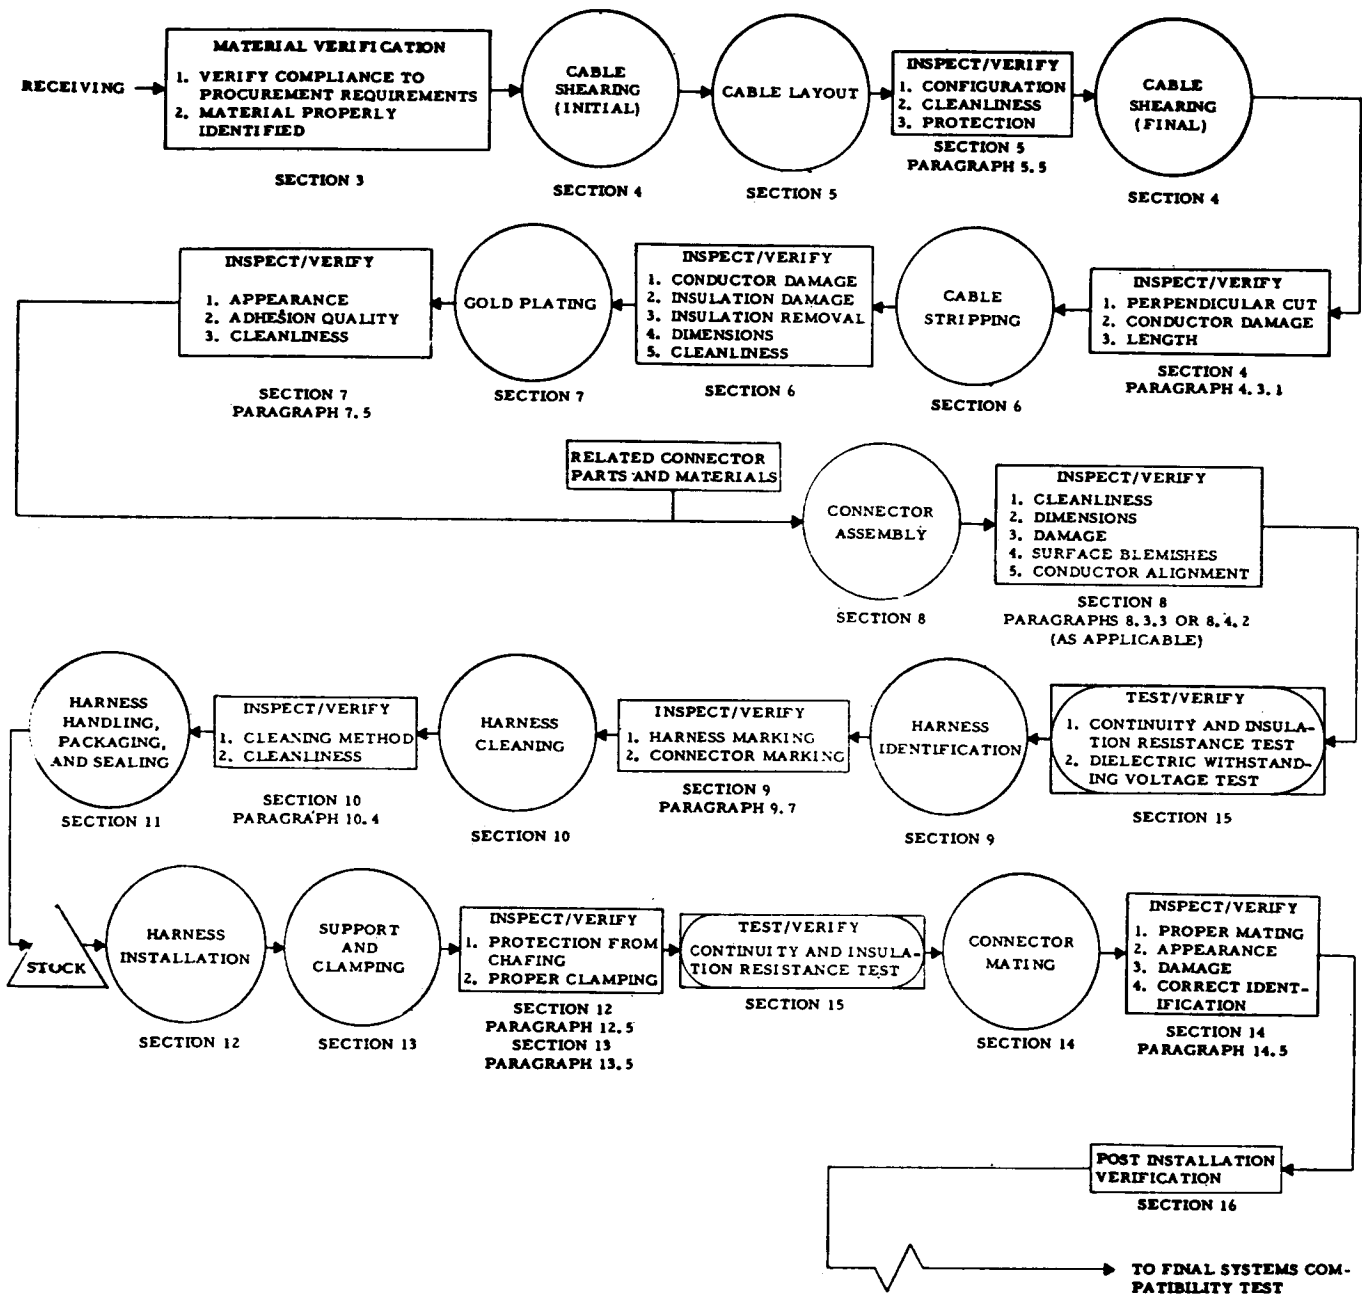 RECEIVING
MATERIAL VERIFICATION
1. VERIFY COMPLIANCE TO
PROCUREMENT REQUIREMENTS
2. MATERIAL PROPERLY
IDENTIFIED
SECTION 3
CABLE
SHEARING
(INITIAL)
SECTION 4
CABLE LAYOUT
SECTION 5
INSPECT/VERIFY
1. CONFIGURATION
2. CLEANLINESS
3. PROTECTION
SECTION 5
PARAGRAPH 5.5
CABLE
SHEARING
(FINAL)
SECTION 4
INSPECT/VERIFY
1. PERPENDICULAR CUT
2. CONDUCTOR DAMAGE
3. LENGTH
SECTION 4
PARAGRAPH 4.3.1
CABLE
STRIPPING
SECTION 6
INSPECT/VERIFY
1. CONDUCTOR DAMAGE
2. INSULATION DAMAGE
3. INSULATION REMOVAL
4. DIMENSIONS
5. CLEANLINESS
SECTION 6
GOLD PLATING
SECTION 7
INSPECT/VERIFY
1. APPEARANCE
2. ADHESION QUALITY
3. CLEANLINESS
SECTION 7
PARAGRAPH 7.5
RELATED CONNECTOR
PARTS AND MATERIALS
CONNECTOR
ASSEMBLY
SECTION 8
INSPECT/VERIFY
1. CLEANLINESS
2. DIMENSIONS
3. DAMAGE
4. SURFACE BLEMISHES
5. CONDUCTOR ALIGNMENT
SECTION 8
PARAGRAPHS 8.3.3 OR 8.4.2
(AS APPLICABLE)
TEST/VERIFY
1. CONTINUITY AND INSULA-
TION RESISTANCE TEST
2. DIELECTRIC WITHSTAND-
ING VOLTAGE TEST
SECTION 15
HARNESS
IDENTIFICATION
SECTION 9
INSPECT/VERIFY
1. HARNESS MARKING
2. CONNECTOR MARKING
SECTION 9
PARAGRAPH 9.7
HARNESS
CLEANING
SECTION 10
INSPECT/VERIFY
1. CLEANING METHOD
2. CLEANLINESS
SECTION 10
PARAGRAPH 10.4
HARNESS
HANDLING,
PACKAGING,
AND SEALING
SECTION 11
STOCK
HARNESS
INSTALLATION
SECTION 12
SUPPORT
AND
CLAMPING
SECTION 13
INSPECT/VERIFY
1. PROTECTION FROM
CHAFING
2. PROPER CLAMPING
SECTION 12
PARAGRAPH 12.5
SECTION 13
PARAGRAPH 13.5
TEST/VERIFY
CONTINUITY AND INSULA-
TION RESISTANCE TEST
SECTION 15
CONNECTOR
MATING
SECTION 14
INSPECT/VERIFY
1. PROPER MATING
2. APPEARANCE
3. DAMAGE
4. CORRECT IDENT-
IFICATION
SECTION 14
PARAGRAPH 14.5
POST INSTALLATION
VERIFICATION
SECTION 16
TO FINAL SYSTEMS COM-
PATIBILITY TEST